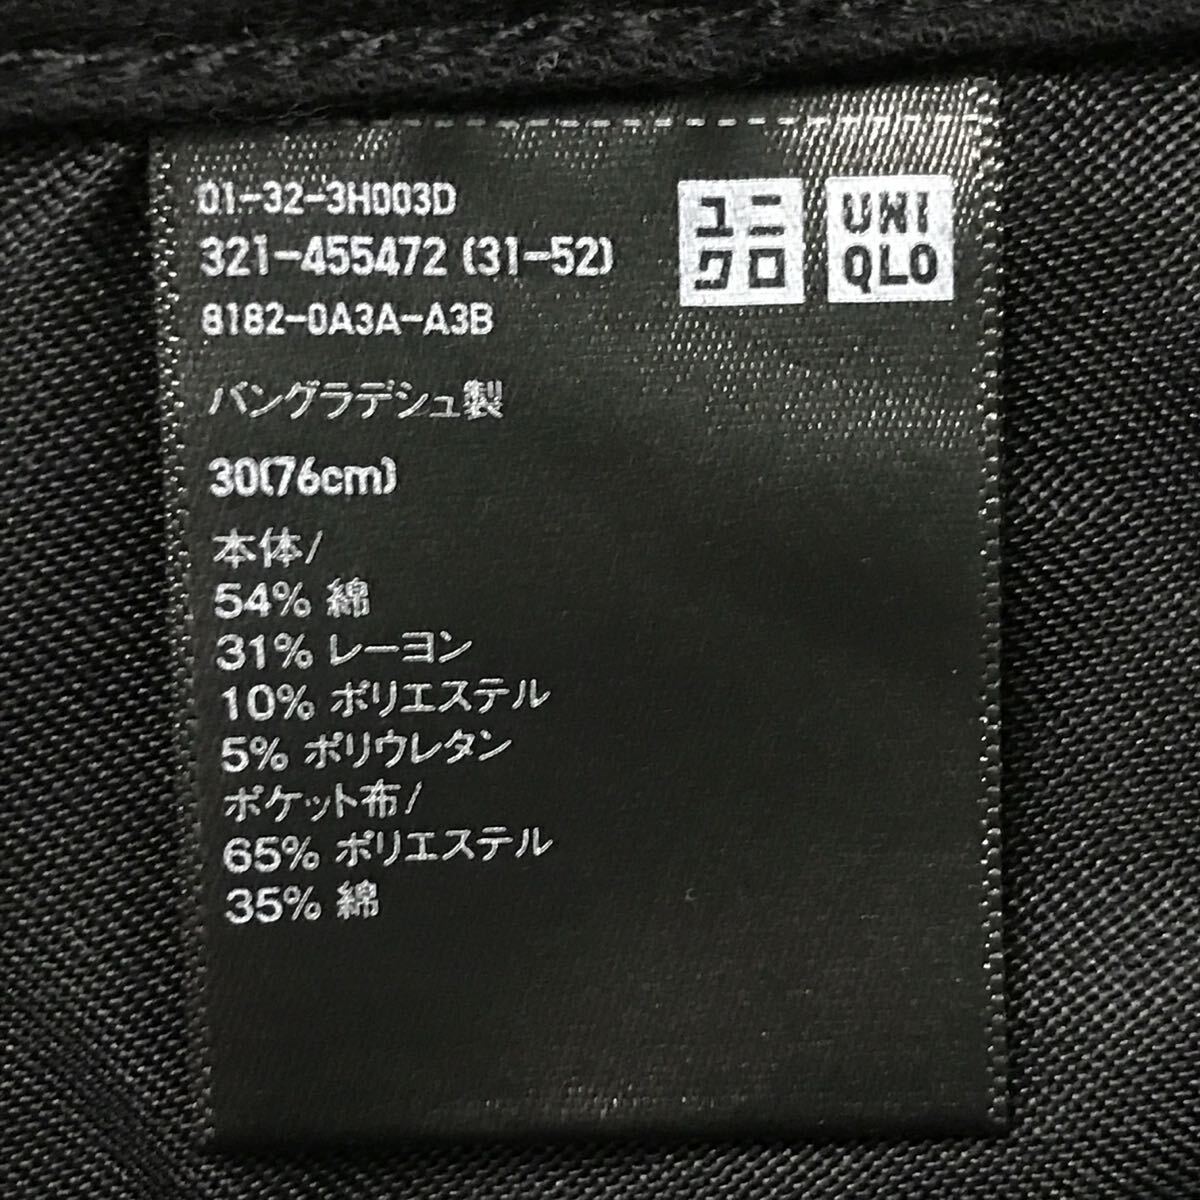 01-32-3H003D
321-455472 (31-52)
8182-0A3A-A3B
ユニ
クロ
UNI
QLO
バングラデシュ製
30(76cm)
本体/
54% 綿
31% レーヨン
10% ポリエステル
5% ポリウレタン
ポケット布/
65% ポリエステル
35% 綿